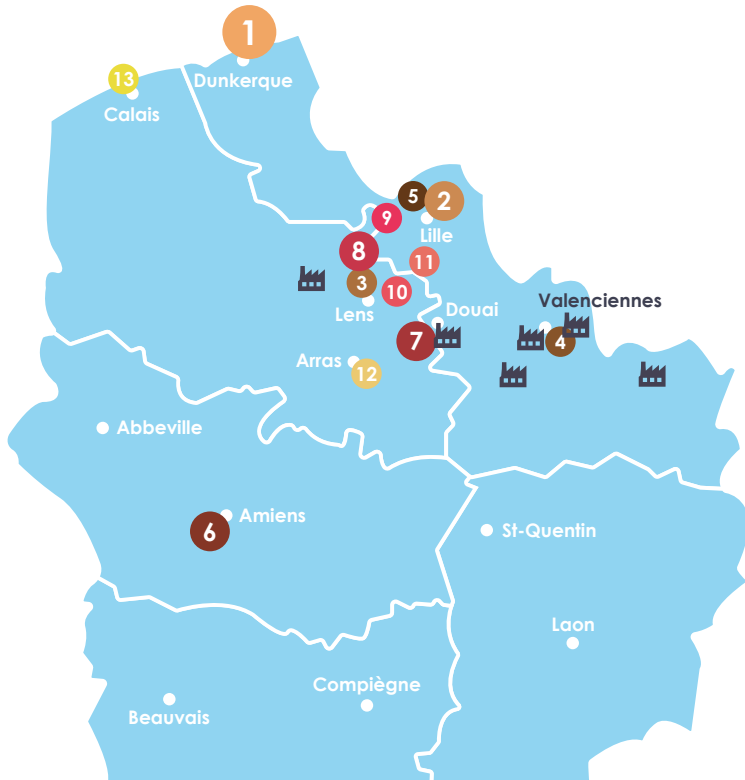 1
Dunkerque
13
Calais
5
2
9
Lille
8
11
3
10
Lens
Douai
Valenciennes
7
4
Arras
12
Abbeville
6
Amiens
St-Quentin
Laon
Compiègne
Beauvais